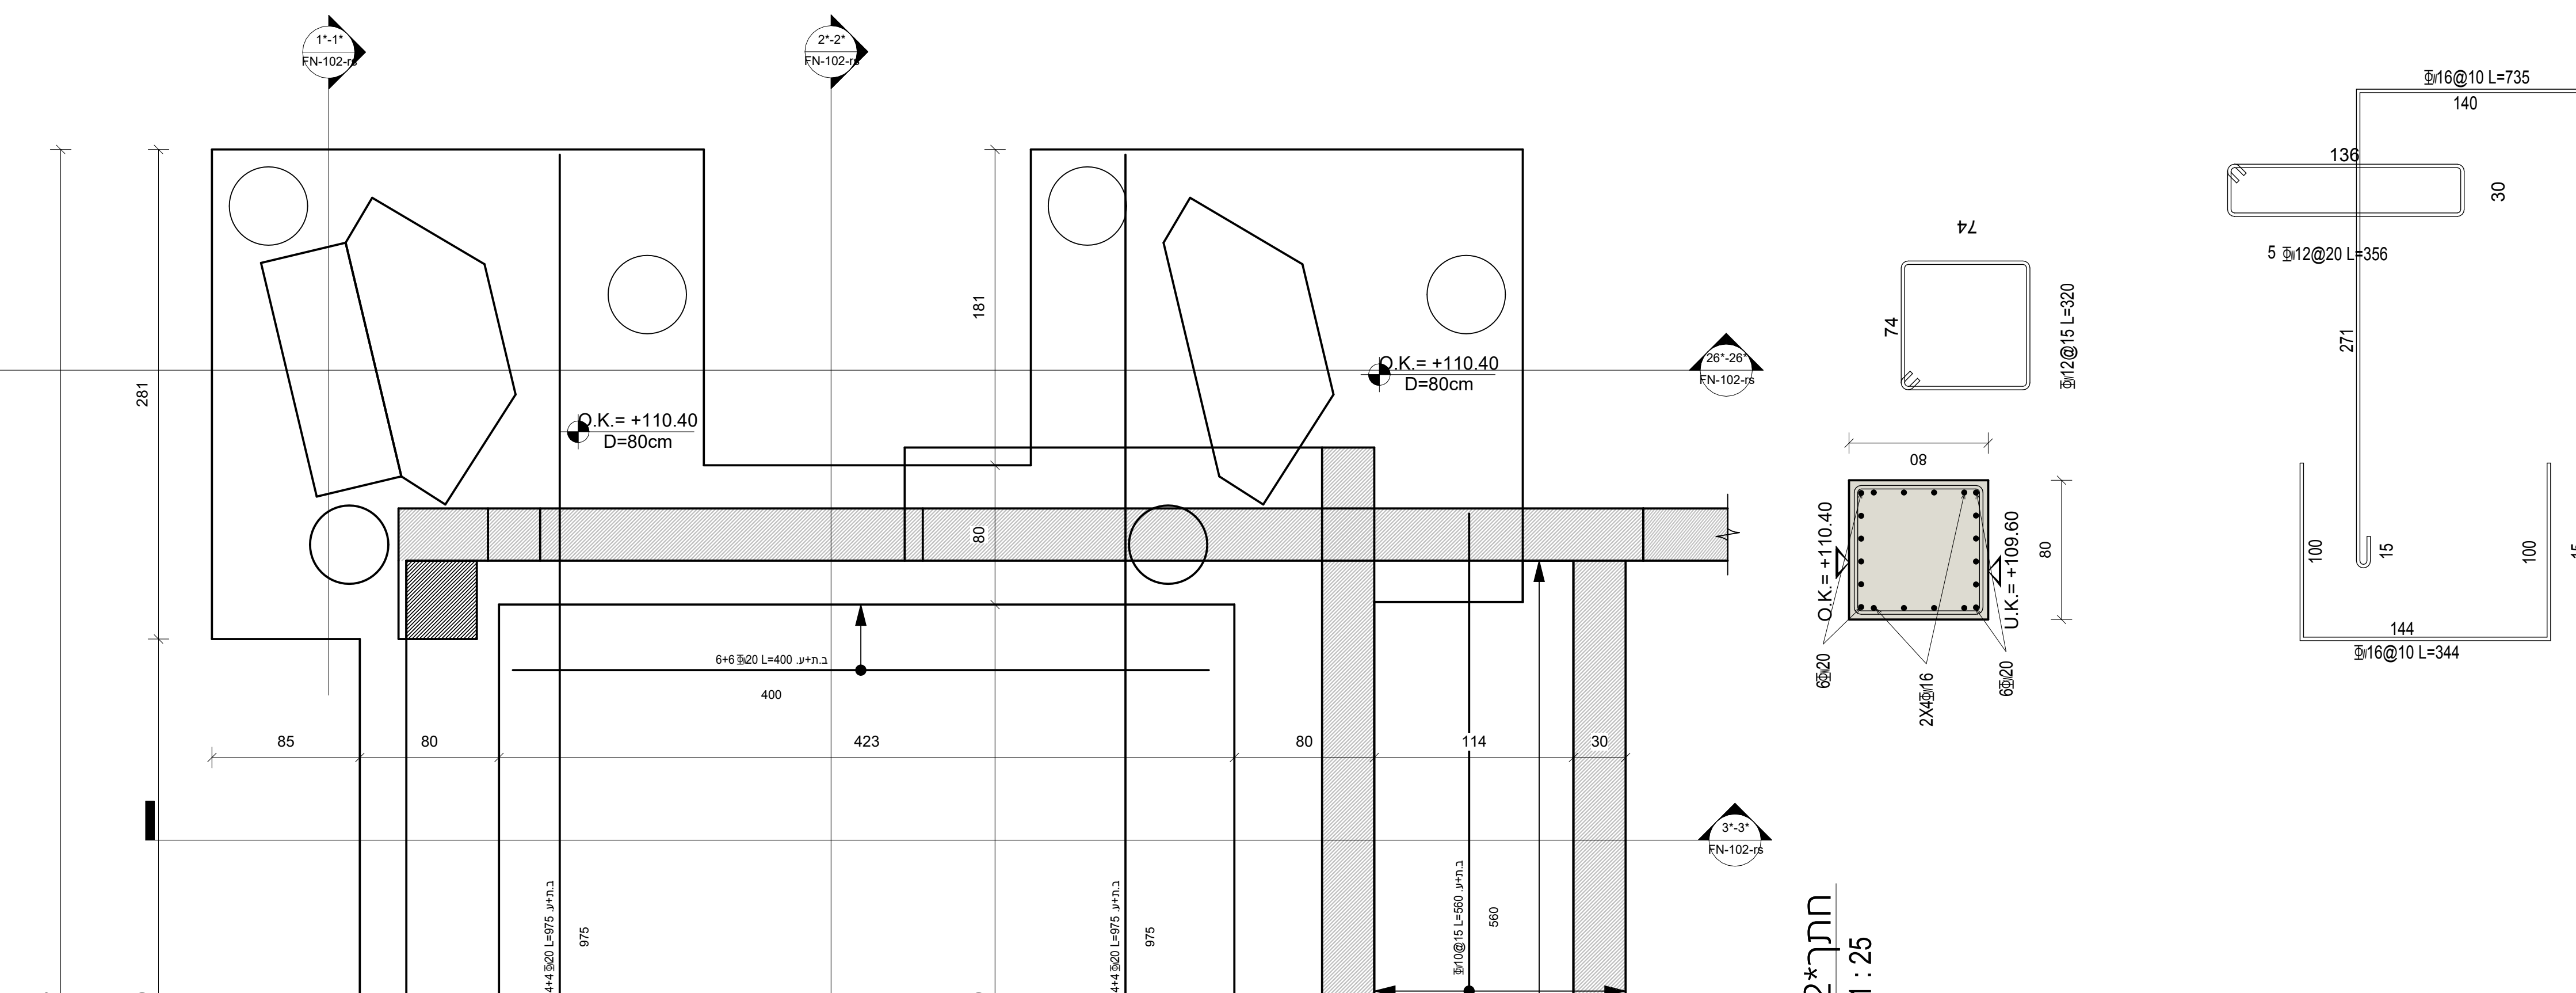 1*-1*
FN-102-rs
2*-2*
FN-102-rs
281
181
80
O.K.= +110.40
D=80cm
O.K.= +110.40
D=80cm
26*-26*
FN-102-rs
6+6 Φ20 L=400 ב.ת+ע.
400
85
80
423
80
114
30
3*-3*
FN-102-rs
4+4 Φ20 L=975 ב.ת+ע.
975
4+4 Φ20 L=975 ב.ת+ע.
975
Φ10@15 L=560 ב.ת+ע.
560
74
74
Φ12@15 L=320
80
80
O.K.= +110.40
U.K.= +109.60
6Φ20
2X4Φ16
6Φ20
חתך
1 : 25
Φ16@10 L=735
140
136
30
5 Φ12@20 L=356
271
100
15
100
144
Φ16@10 L=344